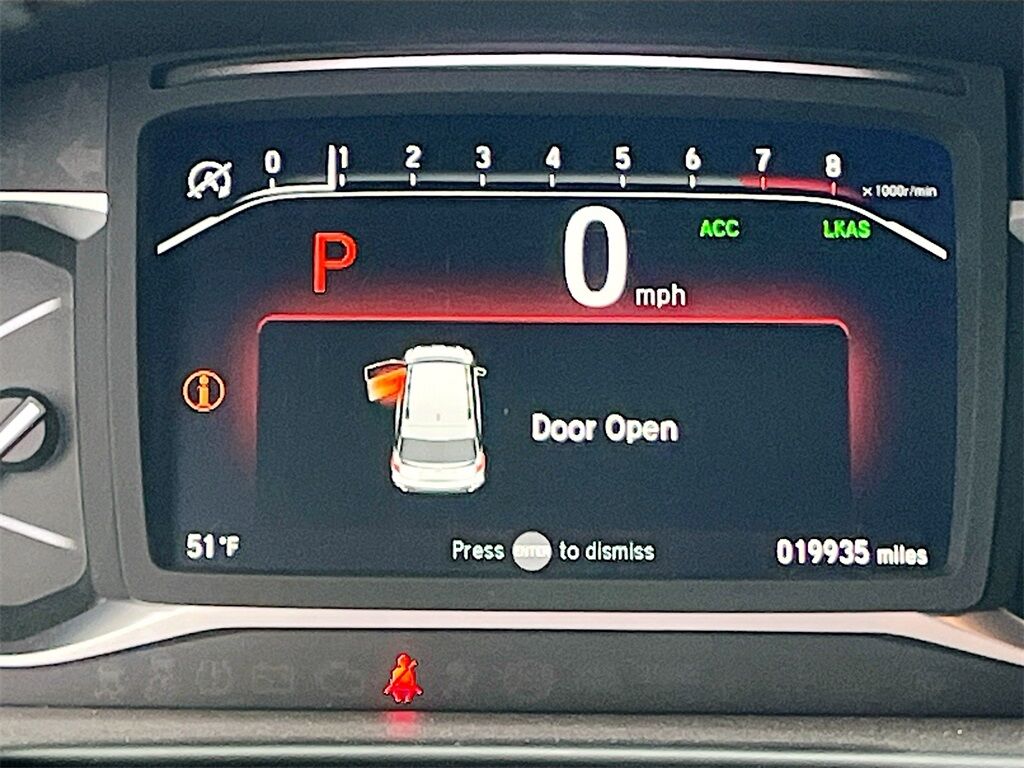 0 1 2 3 4 5 6 7 8
x 1000r/min
ACC LKAS
P 0 mph
Door Open
51°F Press ENTER to dismiss 019935 miles